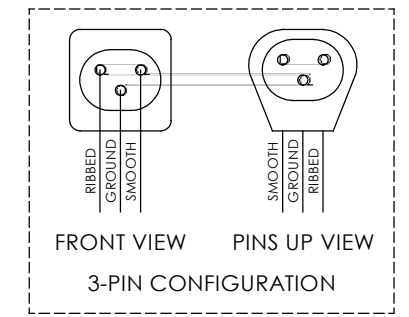 RIBBED
GROUND
SMOOTH
SMOOTH
GROUND
RIBBED
FRONT VIEW
PINS UP VIEW
3-PIN CONFIGURATION